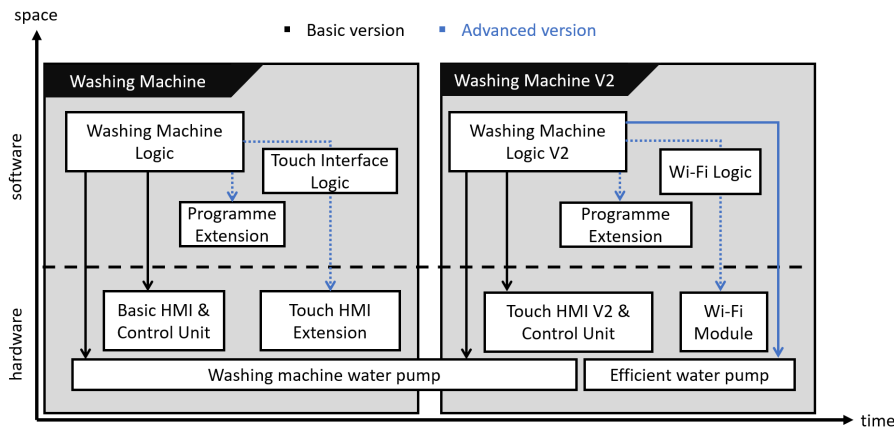 space
Basic version
Advanced version
Washing Machine
Washing Machine V2
software
Washing Machine
Logic
Touch Interface
Logic
Programme
Extension
Washing Machine
Logic V2
Wi-Fi Logic
Programme
Extension
hardware
Basic HMI &
Control Unit
Touch HMI
Extension
Touch HMI V2 &
Control Unit
Wi-Fi
Module
Washing machine water pump
Efficient water pump
time